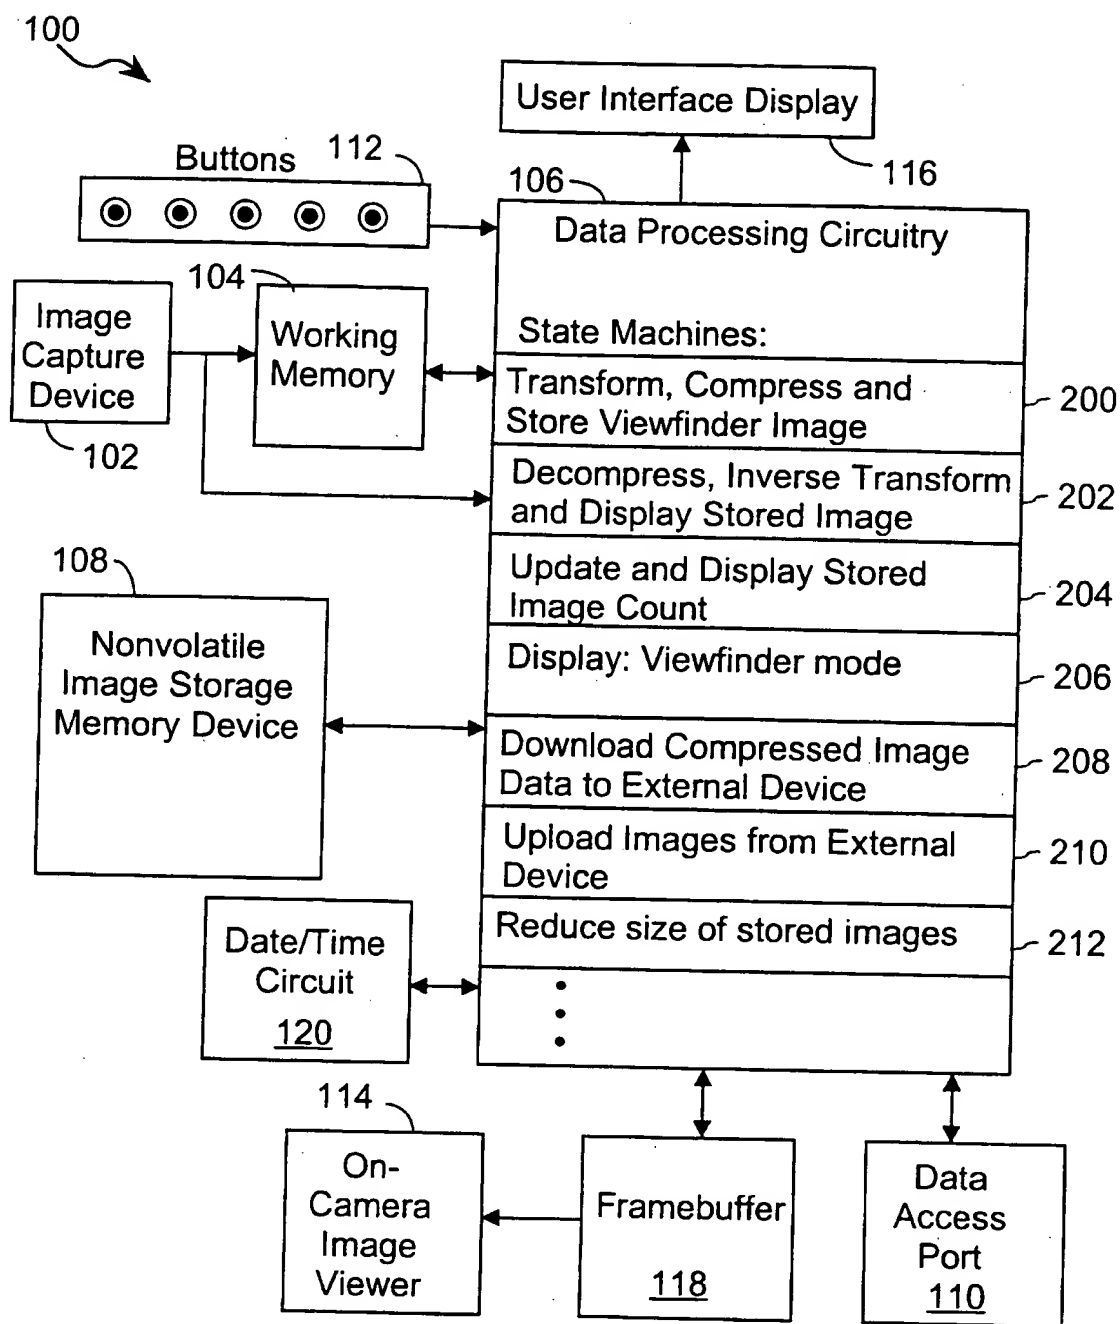 100
User Interface Display
116
Buttons
112
106
Data Processing Circuitry
State Machines:
104
Image
Capture
Device
102
Working
Memory
Transform, Compress and
Store Viewfinder Image
200
Decompress, Inverse Transform
and Display Stored Image
202
Update and Display Stored
Image Count
204
108
Nonvolatile
Image Storage
Memory Device
Display: Viewfinder mode
206
Download Compressed Image
Data to External Device
208
Upload Images from External
Device
210
Reduce size of stored images
212
Date/Time
Circuit
120
114
On-
Camera
Image
Viewer
Framebuffer
118
Data
Access
Port
110